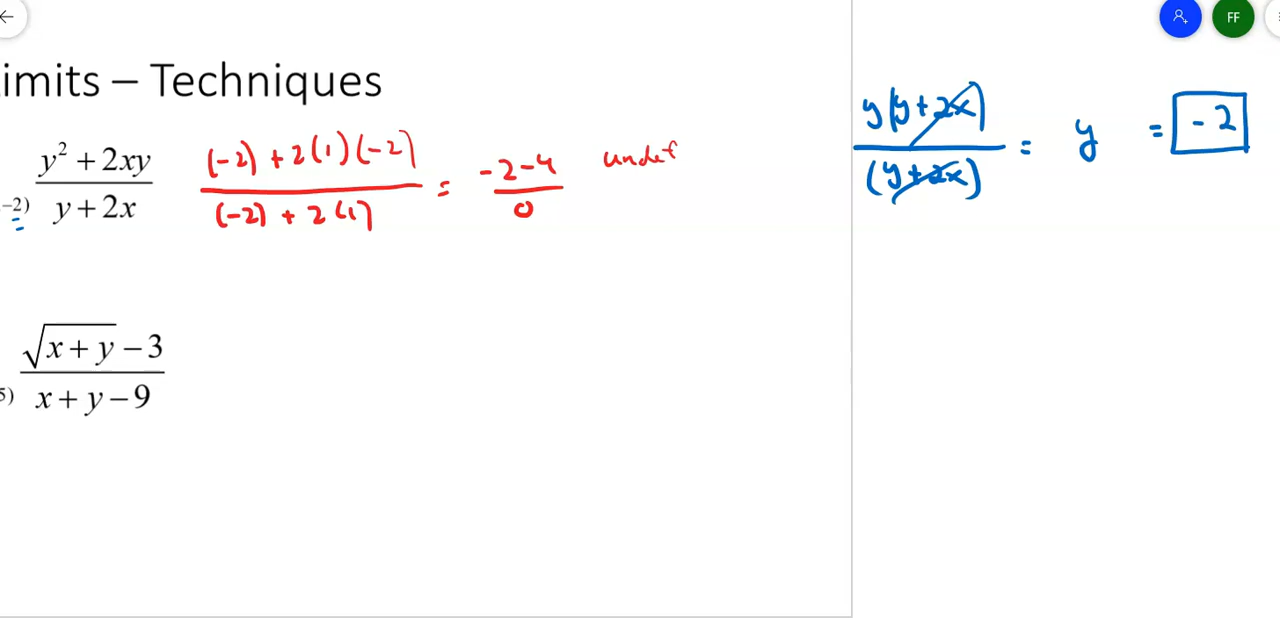 FF
imits – Techniques
−2) y² + 2xy / y + 2x
(-2) + 2(1)(-2) / (-2) + 2(1) = -2-4 / 0 undef
y(y+2x) / (y+2x) = y = -2
5) √(x + y) − 3 / x + y − 9